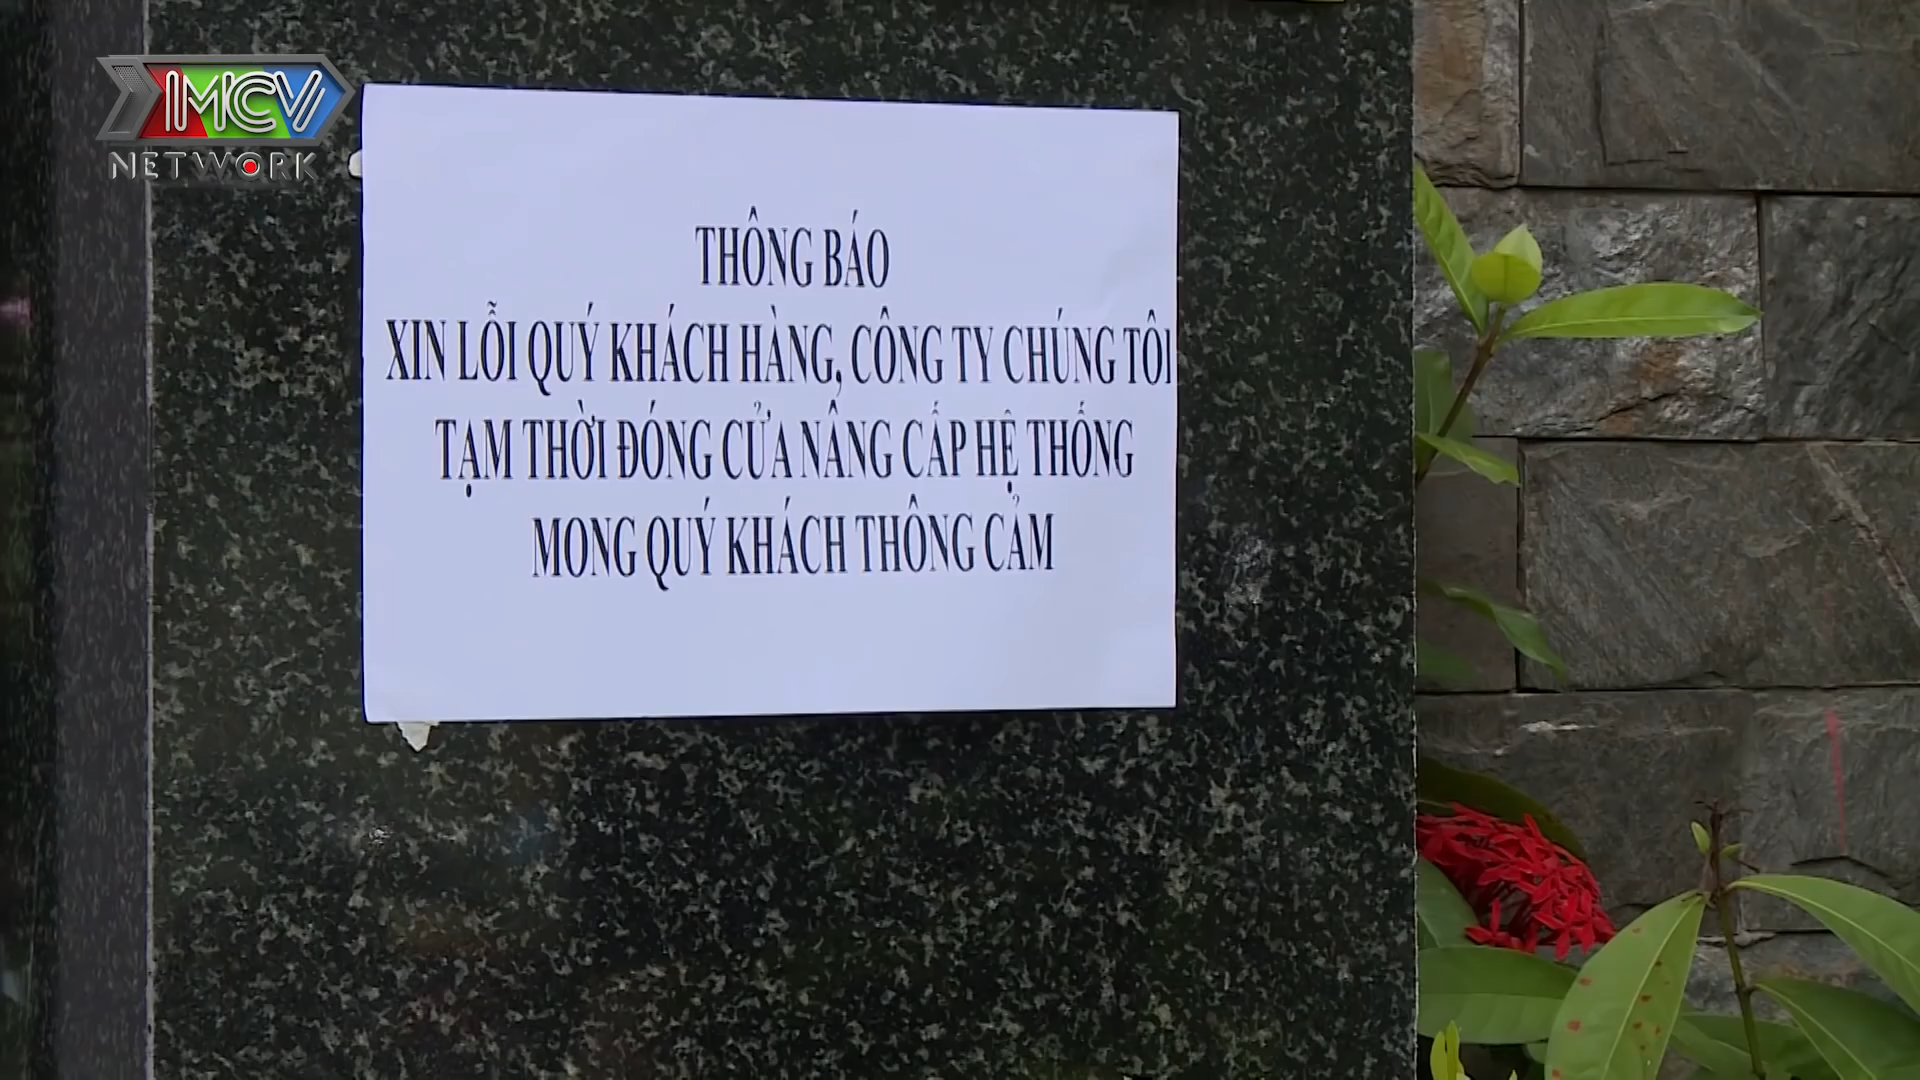 MCV
NETWORK
THÔNG BÁO
XIN LỖI QUÝ KHÁCH HÀNG, CÔNG TY CHÚNG TÔI
TẠM THỜI ĐÓNG CỬA NÂNG CẤP HỆ THỐNG
MONG QUÝ KHÁCH THÔNG CẢM